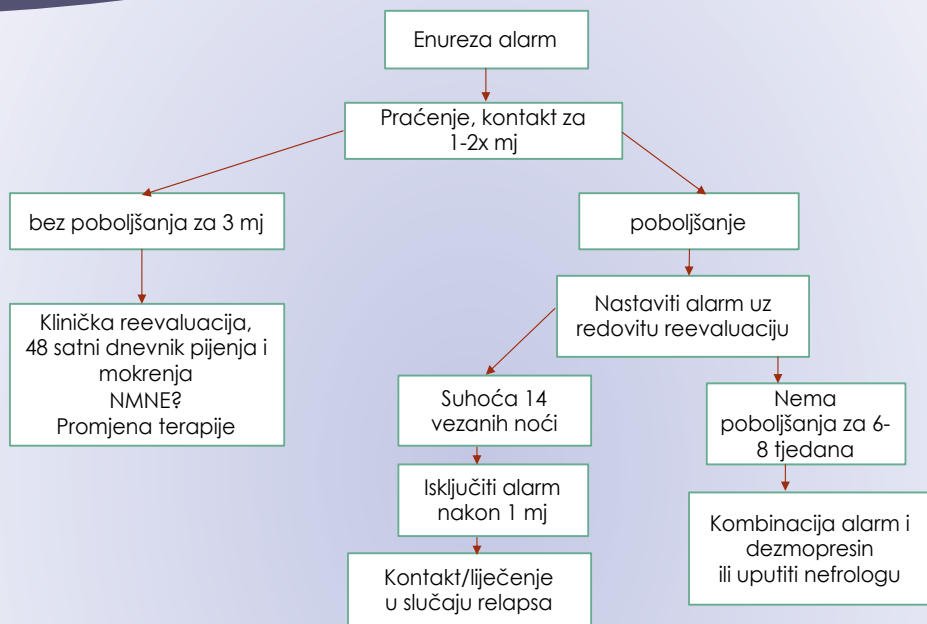 Enureza alarm
Praćenje, kontakt za
1-2x mj
bez poboljšanja za 3 mj
poboljšanje
Klinička reevaluacija,
48 satni dnevnik pijenja i
mokrenja
NMNE?
Promjena terapije
Nastaviti alarm uz
redovitu reevaluaciju
Suhoća 14
vezanih noći
Nema
poboljšanja za 6-
8 tjedana
Isključiti alarm
nakon 1 mj
Kombinacija alarm i
dezmopresin
ili uputiti nefrologu
Kontakt/liječenje
u slučaju relapsa